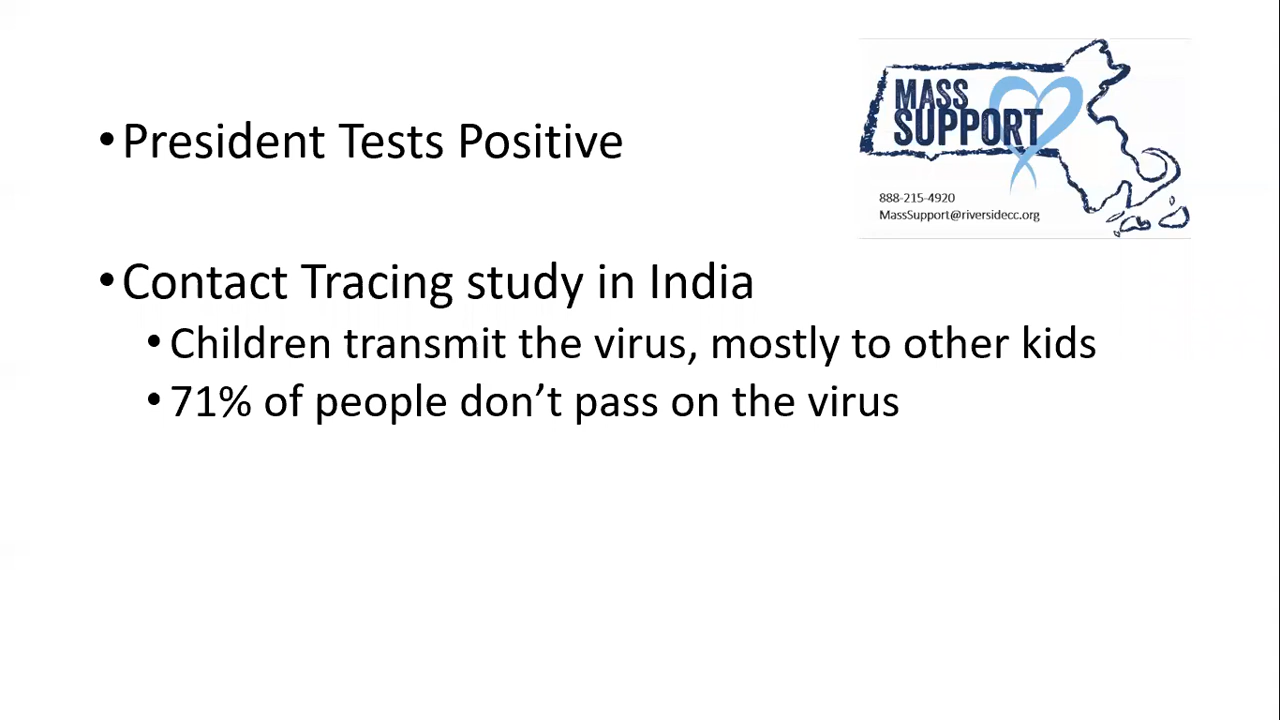 • President Tests Positive
MASS
SUPPORT
888-215-4920
MassSupport@riversidecc.org
• Contact Tracing study in India
• Children transmit the virus, mostly to other kids
• 71% of people don’t pass on the virus